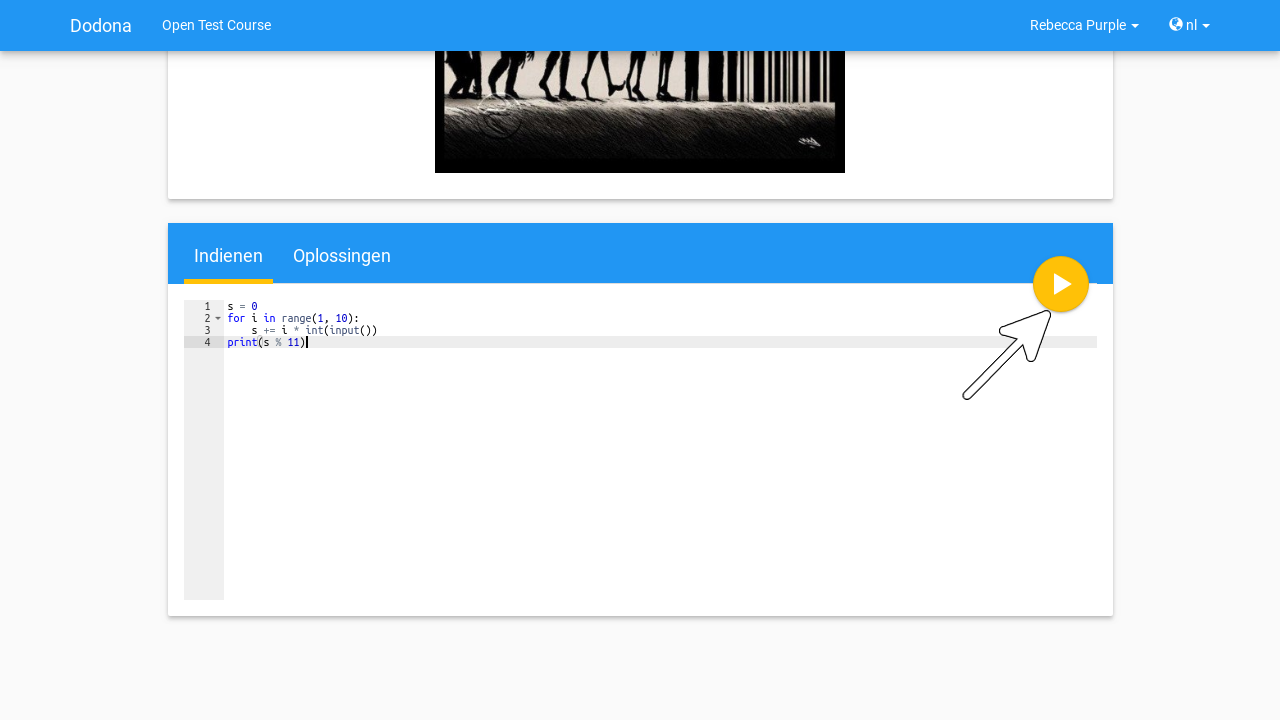 Dodona Open Test Course Rebecca Purple nl
Indienen Oplossingen
1 s = 0
2 for i in range(1, 10):
3     s += i * int(input())
4 print(s % 11)